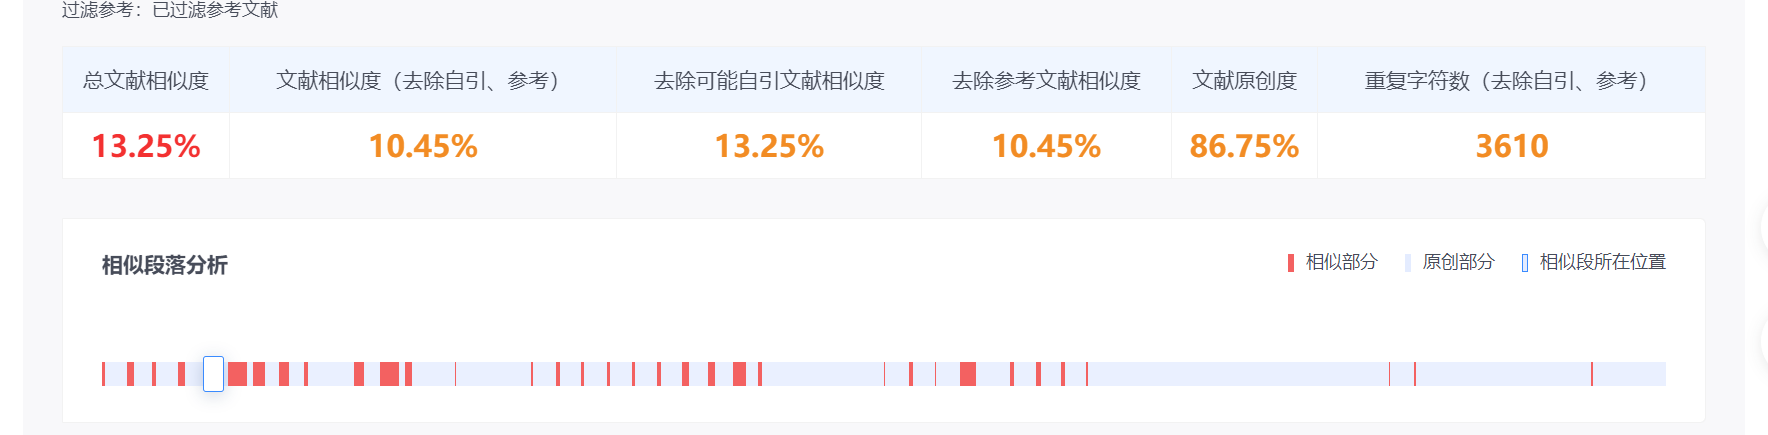 过滤参考：已过滤参考文献
总文献相似度 文献相似度（去除自引、参考） 去除可能自引文献相似度 去除参考文献相似度 文献原创度 重复字符数（去除自引、参考）
13.25% 10.45% 13.25% 10.45% 86.75% 3610
相似段落分析 相似部分 原创部分 相似段所在位置